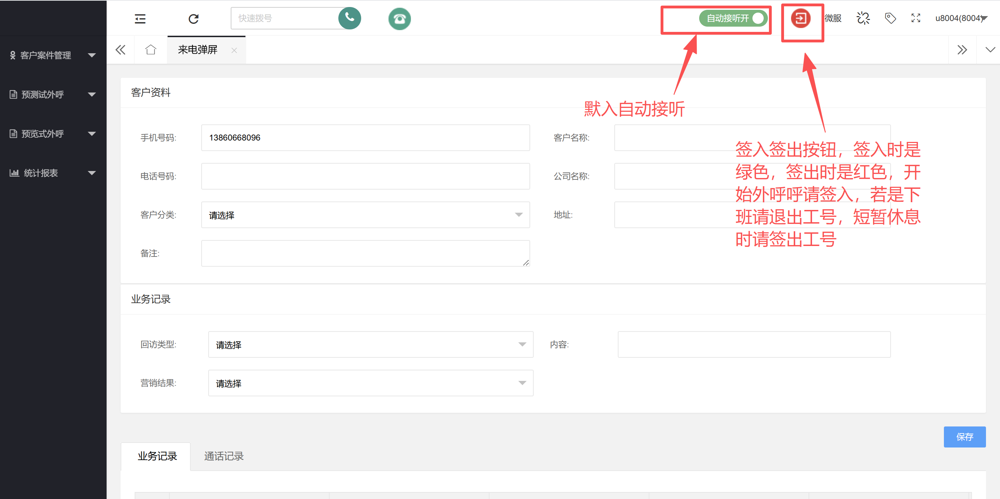 快速拨号
自动接听开
微服
u8004(8004)
客户案件管理
预测试外呼
预览式外呼
统计报表
来电弹屏
客户资料
默入自动接听
手机号码:
13860668096
客户名称:
电话号码:
公司名称:
客户分类:
请选择
地址:
备注:
签入签出按钮，签入时是
绿色，签出时是红色，开
始外呼呼请签入，若是下
班请退出工号，短暂休息
时请签出工号
业务记录
回访类型:
请选择
内容:
营销结果:
请选择
保存
业务记录
通话记录